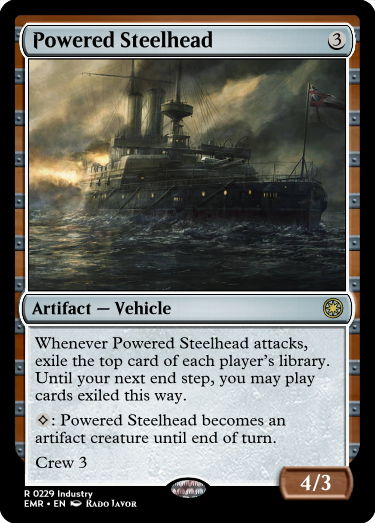 Powered Steelhead 3
Artifact — Vehicle
Whenever Powered Steelhead attacks,
exile the top card of each player's library.
Until your next end step, you may play
cards exiled this way.
: Powered Steelhead becomes an
artifact creature until end of turn.
Crew 3
4/3
R 0229 Industry
EMR • EN Rado Javor